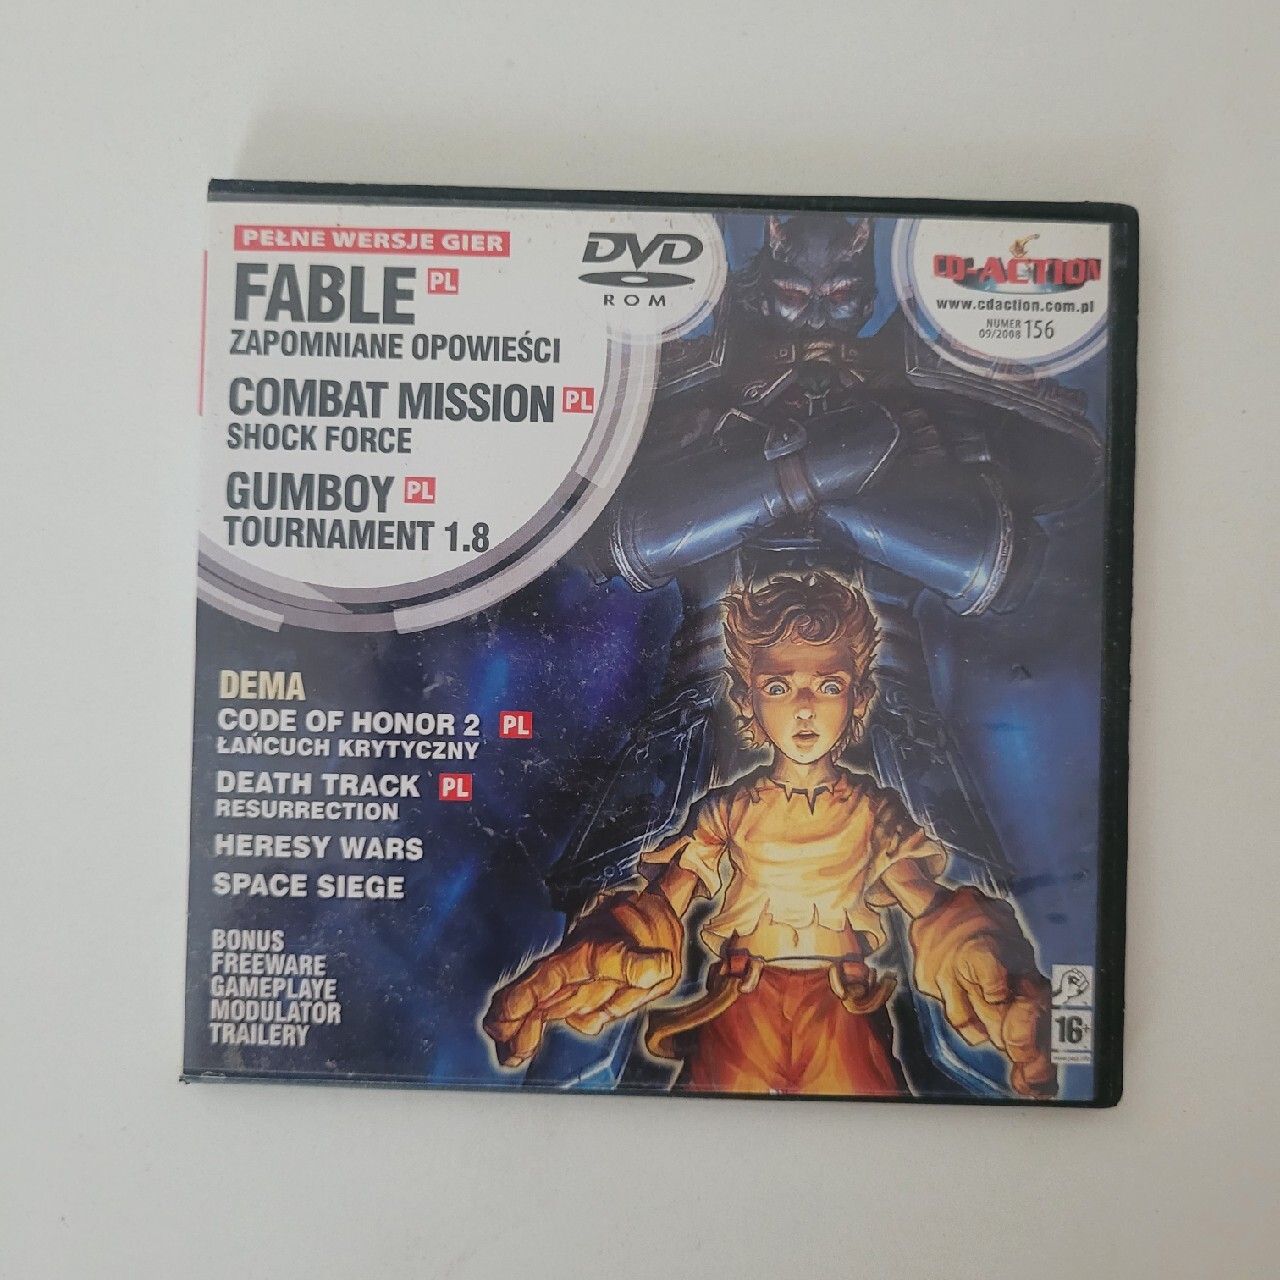 PEŁNE WERSJE GIER
FABLE PL
ZAPOMNIANE OPOWIEŚCI
COMBAT MISSION PL
SHOCK FORCE
GUMBOY PL
TOURNAMENT 1.8
DVD
ROM
CD-ACTION
www.cdaction.com.pl
NUMER
09/2008 156
DEMA
CODE OF HONOR 2 PL
ŁAŃCUCH KRYTYCZNY
DEATH TRACK PL
RESURRECTION
HERESY WARS
SPACE SIEGE
BONUS
FREEWARE
GAMEPLAYE
MODULATOR
TRAILERY
16+